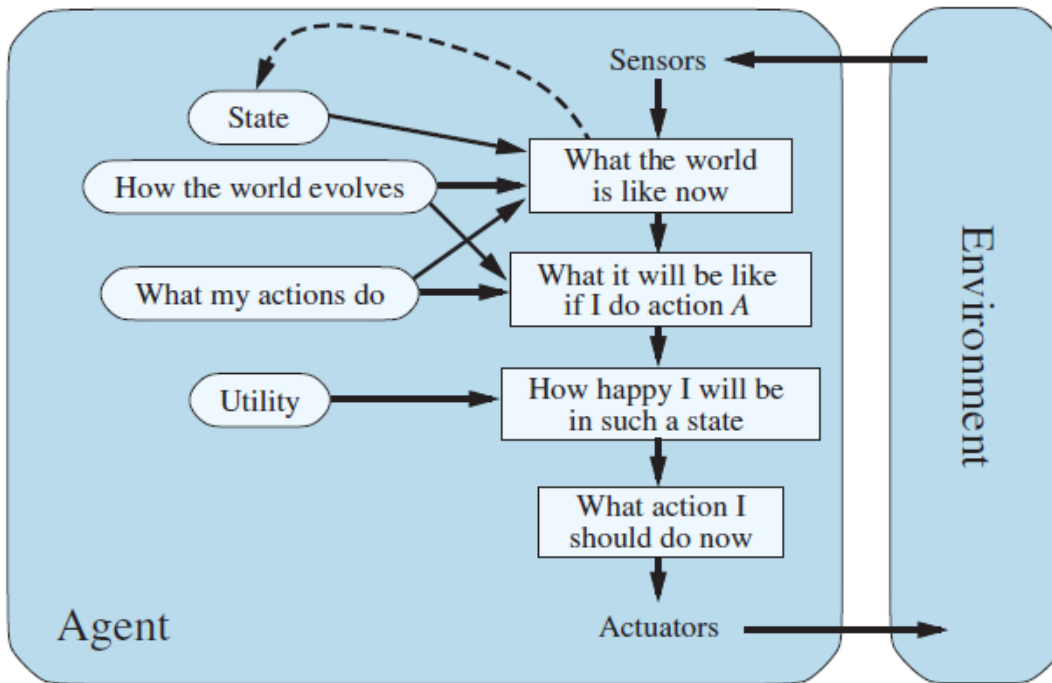 Sensors
State
What the world
is like now
How the world evolves
What it will be like
if I do action A
What my actions do
How happy I will be
in such a state
Utility
What action I
should do now
Actuators
Agent
Environment